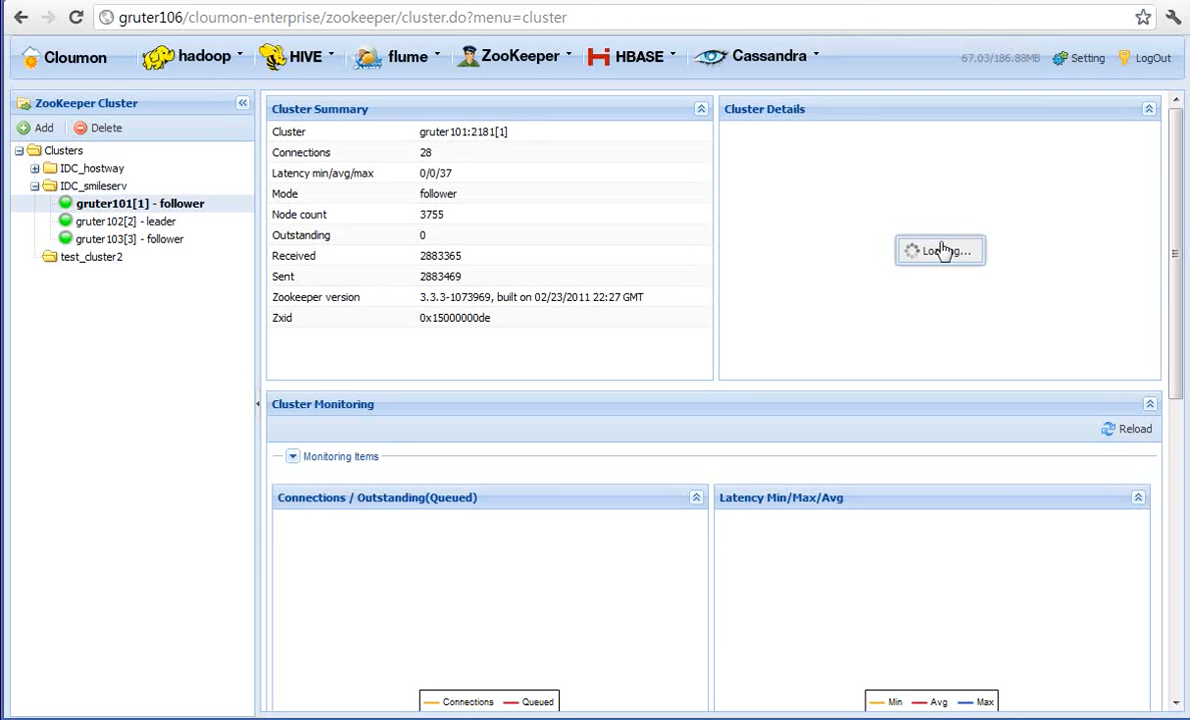 gruter106/cloumon-enterprise/zookeeper/cluster.do?menu=cluster
Cloumon hadoop HIVE flume ZooKeeper HBASE Cassandra 67.03/186.88MB Setting LogOut
ZooKeeper Cluster
Add Delete
Clusters
IDC_hostway
IDC_smileserv
gruter101[1] - follower
gruter102[2] - leader
gruter103[3] - follower
test_cluster2
Cluster Summary
Cluster gruter101:2181[1]
Connections 28
Latency min/avg/max 0/0/37
Mode follower
Node count 3755
Outstanding 0
Received 2883365
Sent 2883469
Zookeeper version 3.3.3-1073969, built on 02/23/2011 22:27 GMT
Zxid 0x15000000de
Cluster Details
Loading...
Cluster Monitoring
Reload
Monitoring Items
Connections / Outstanding(Queued)
Connections Queued
Latency Min/Max/Avg
Min Avg Max